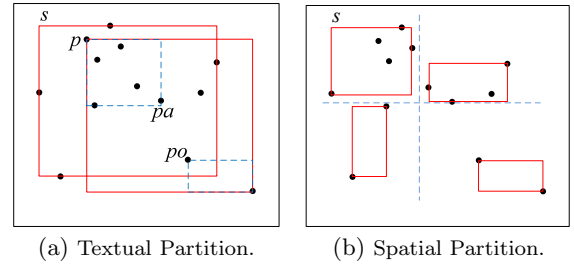 s
p
pa
po
s
(a) Textual Partition.
(b) Spatial Partition.